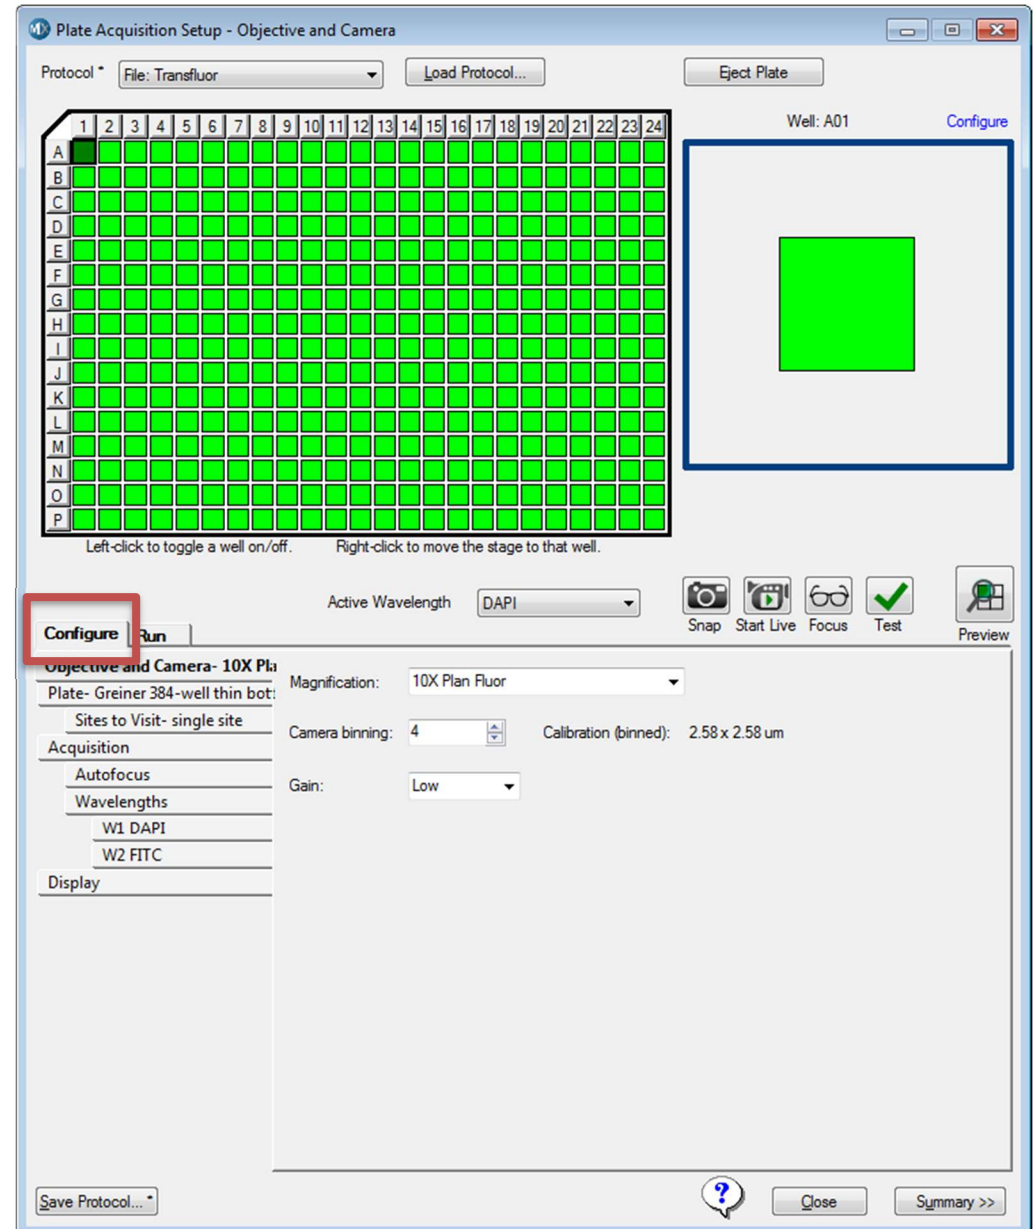 MX Plate Acquisition Setup - Objective and Camera
Protocol * File: Transfluor Load Protocol... Eject Plate
1 2 3 4 5 6 7 8 9 10 11 12 13 14 15 16 17 18 19 20 21 22 23 24
Well: A01 Configure
A
B
C
D
E
F
G
H
I
J
K
L
M
N
O
P
Left-click to toggle a well on/off. Right-click to move the stage to that well.
Active Wavelength DAPI
Snap Start Live Focus Test Preview
Configure Run
Objective and Camera- 10X Pla
Plate- Greiner 384-well thin bot
Sites to Visit- single site
Acquisition
Autofocus
Wavelengths
W1 DAPI
W2 FITC
Display
Magnification: 10X Plan Fluor
Camera binning: 4 Calibration (binned): 2.58 x 2.58 um
Gain: Low
Save Protocol... * ? Close Summary >>